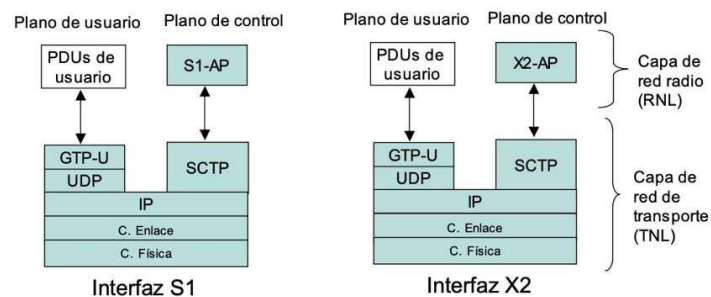 Plano de usuario
Plano de control
PDUs de
usuario
S1-AP
GTP-U
UDP
SCTP
IP
C. Enlace
C. Física
Interfaz S1
Plano de usuario
Plano de control
PDUs de
usuario
X2-AP
GTP-U
UDP
SCTP
IP
C. Enlace
C. Física
Interfaz X2
Capa de
red radio
(RNL)
Capa de
red de
transporte
(TNL)